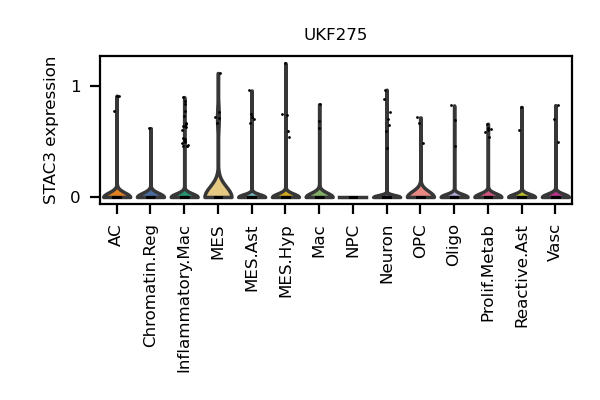 UKF275
STAC3 expression
1
0
AC
Chromatin.Reg
Inflammatory.Mac
MES
MES.Ast
MES.Hyp
Mac
NPC
Neuron
OPC
Oligo
Prolif.Metab
Reactive.Ast
Vasc